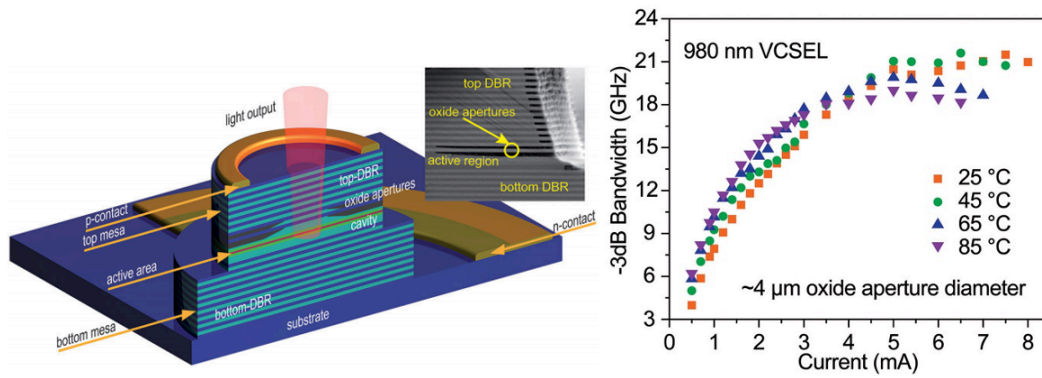 light output
p-contact
top mesa
active area
bottom mesa
top-DBR
oxide apertures
cavity
bottom-DBR
substrate
n-contact
top DBR
oxide apertures
active region
bottom DBR
-3dB Bandwidth (GHz)
24
21
18
15
12
9
6
3
980 nm VCSEL
25 °C
45 °C
65 °C
85 °C
~4 μm oxide aperture diameter
0 1 2 3 4 5 6 7 8
Current (mA)